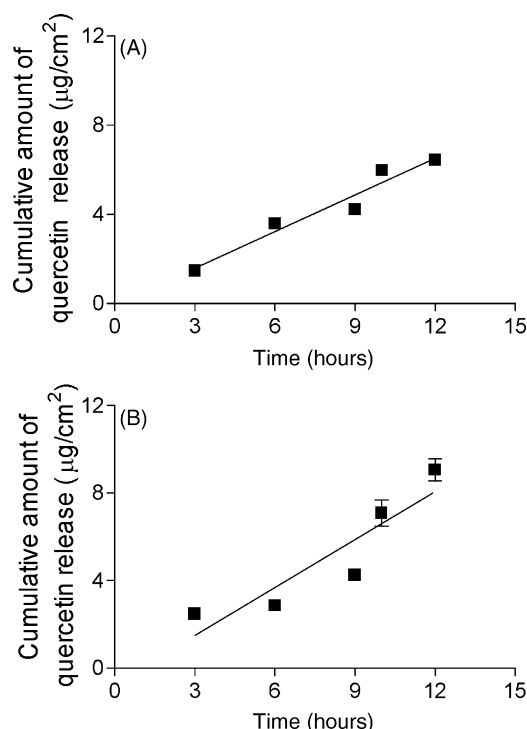 (A)
Cumulative amount of
quercetin release (µg/cm²)
12
8
4
0
0 3 6 9 12 15
Time (hours)
(B)
Cumulative amount of
quercetin release (µg/cm²)
12
8
4
0
0 3 6 9 12 15
Time (hours)